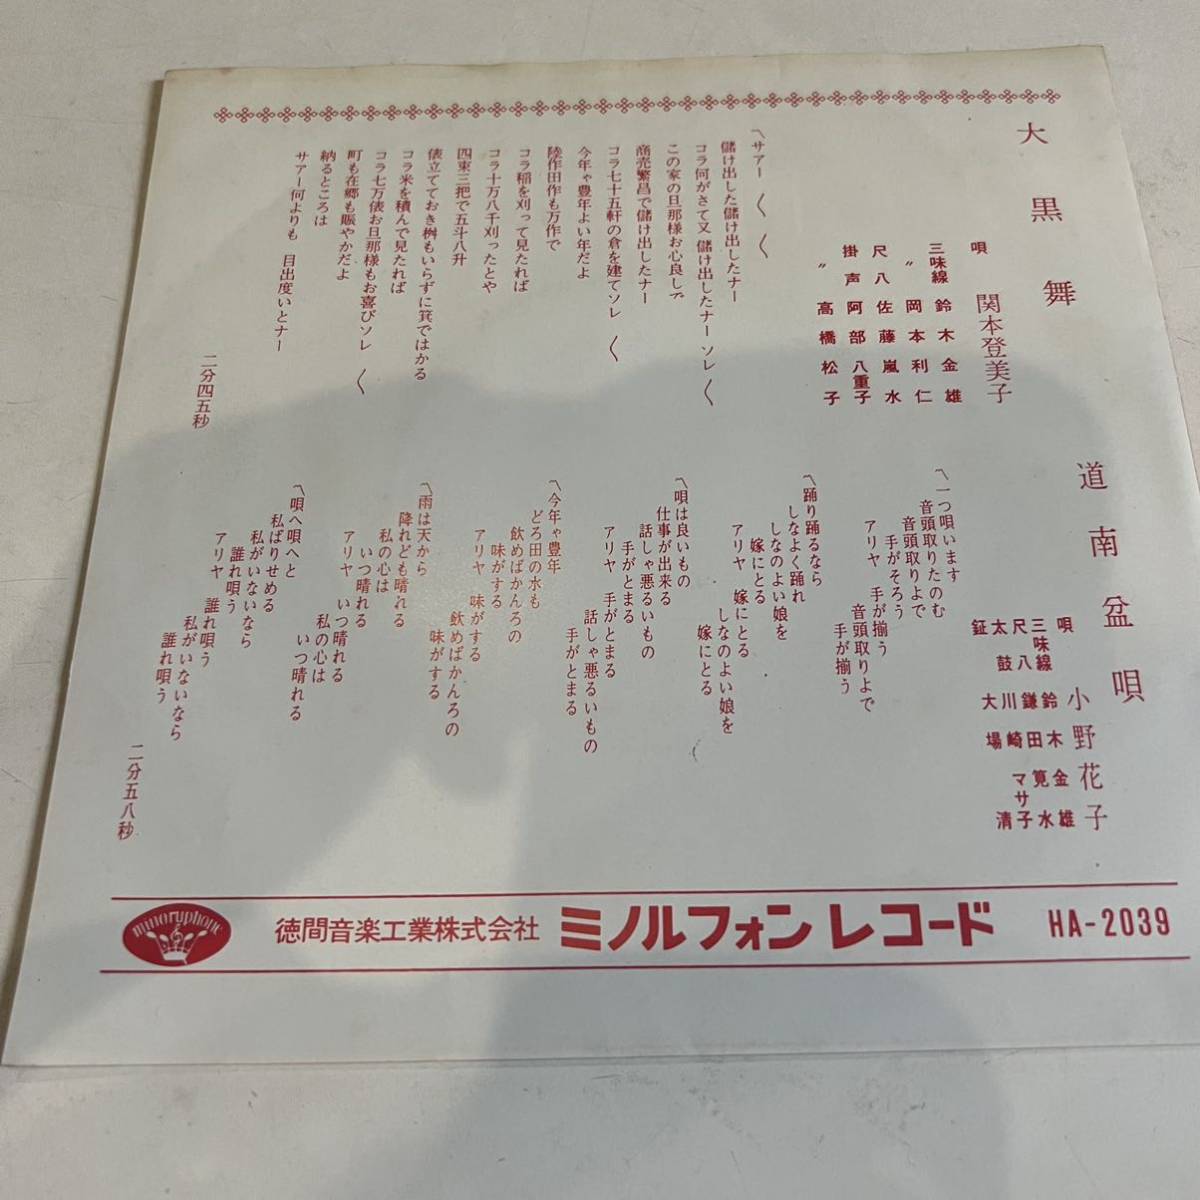 大黒舞
唄 関本登美子
三味線 鈴木金雄
〃 岡本利仁
尺八 佐藤嵐水
掛声 阿部八重子
〃 高橋松子
〽サアー〱〱
儲け出した儲け出したナー
コラ何がさて又 儲け出したナー ソレ〱
この家の旦那様お心良しで
商売繁昌で儲け出したナー
コラ七十五軒の倉を建てソレ〱
今年ゃ豊年よい年だよ
陸作田作も万作で
コラ稲を刈って見たれば
コラ十万八千刈ったとや
四束三把で五斗八升
俵立てておき桝もいらずに箕ではかる
コラ米を積んで見たれば
コラ七万俵お旦那様もお喜びソレ〱
町も在郷も賑やかだよ
納るところは
サアー何よりも 目出度いとナー
二分四五秒
道南盆唄
唄 小野花子
三味線 鈴木金雄
尺八 鎌田筧水
太鼓 川崎マサ子
鉦 大場清
〽一つ唄います
音頭取りたのむ
音頭取りよで
手がそろう
アリヤ 手が揃う
音頭取りよで
手が揃う
〽踊り踊るなら
しなよく踊れ
しなのよい娘を
嫁にとる
アリヤ 嫁にとる
しなのよい娘を
嫁にとる
〽唄は良いもの
仕事が出来る
話しゃ悪るいもの
手がとまる
アリヤ 手がとまる
話しゃ悪るいもの
手がとまる
〽今年ゃ豊年
どろ田の水も
飲めばかんろの
味がする
アリヤ 味がする
飲めばかんろの
味がする
〽雨は天から
降れども晴れる
私の心は
いつ晴れる
アリヤ いつ晴れる
私の心は
いつ晴れる
〽唄へ唄へと
私ばりせめる
私がいないなら
誰れ唄う
アリヤ 誰れ唄う
私がいないなら
誰れ唄う
二分五八秒
minoruphone
徳間音楽工業株式会社 ミノルフォンレコード HA-2039